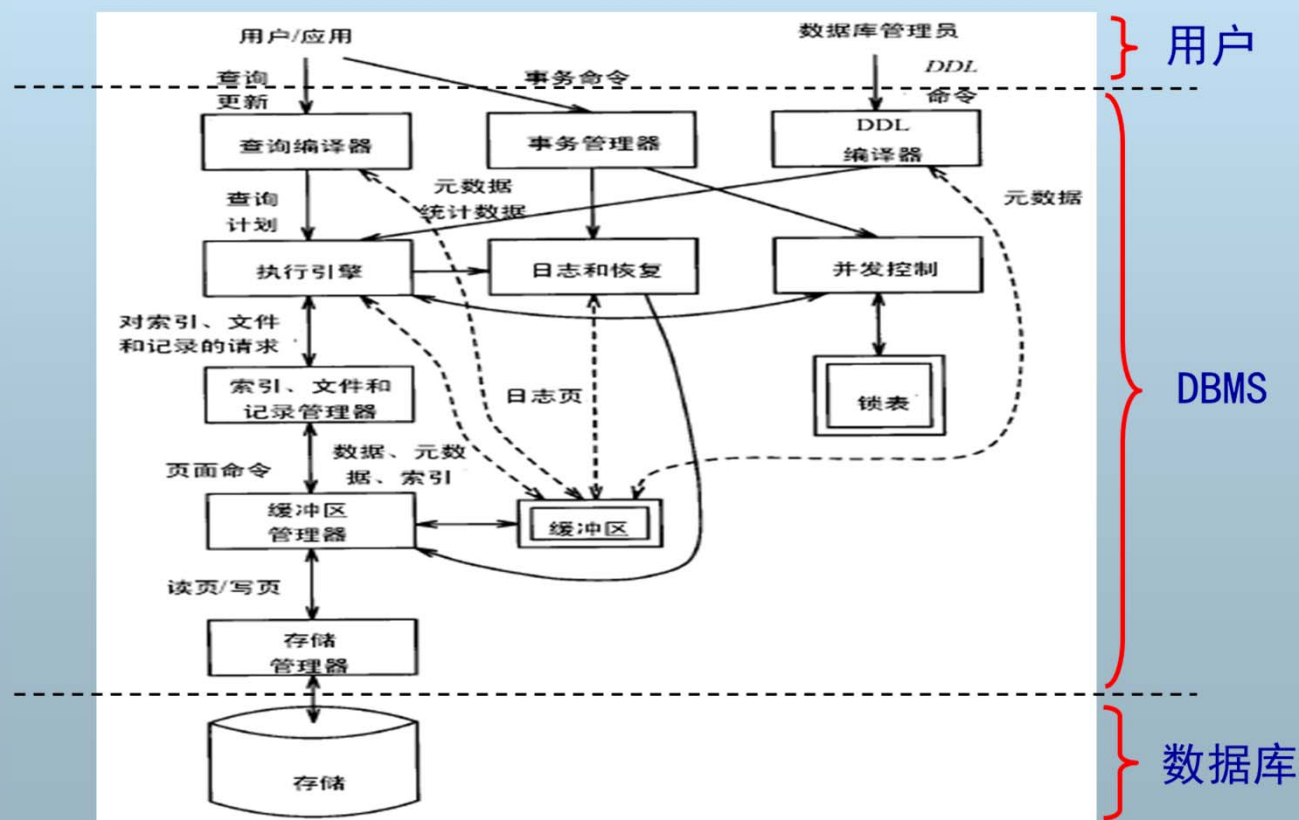 用户/应用
数据库管理员
用户
查询
更新
事务命令
DDL
命令
查询编译器
事务管理器
DDL
编译器
查询
计划
元数据
统计数据
元数据
执行引擎
日志和恢复
并发控制
对索引、文件
和记录的请求
索引、文件和
记录管理器
日志页
锁表
DBMS
页面命令
数据、元数
据、索引
缓冲区
管理器
缓冲区
读页/写页
存储
管理器
存储
数据库